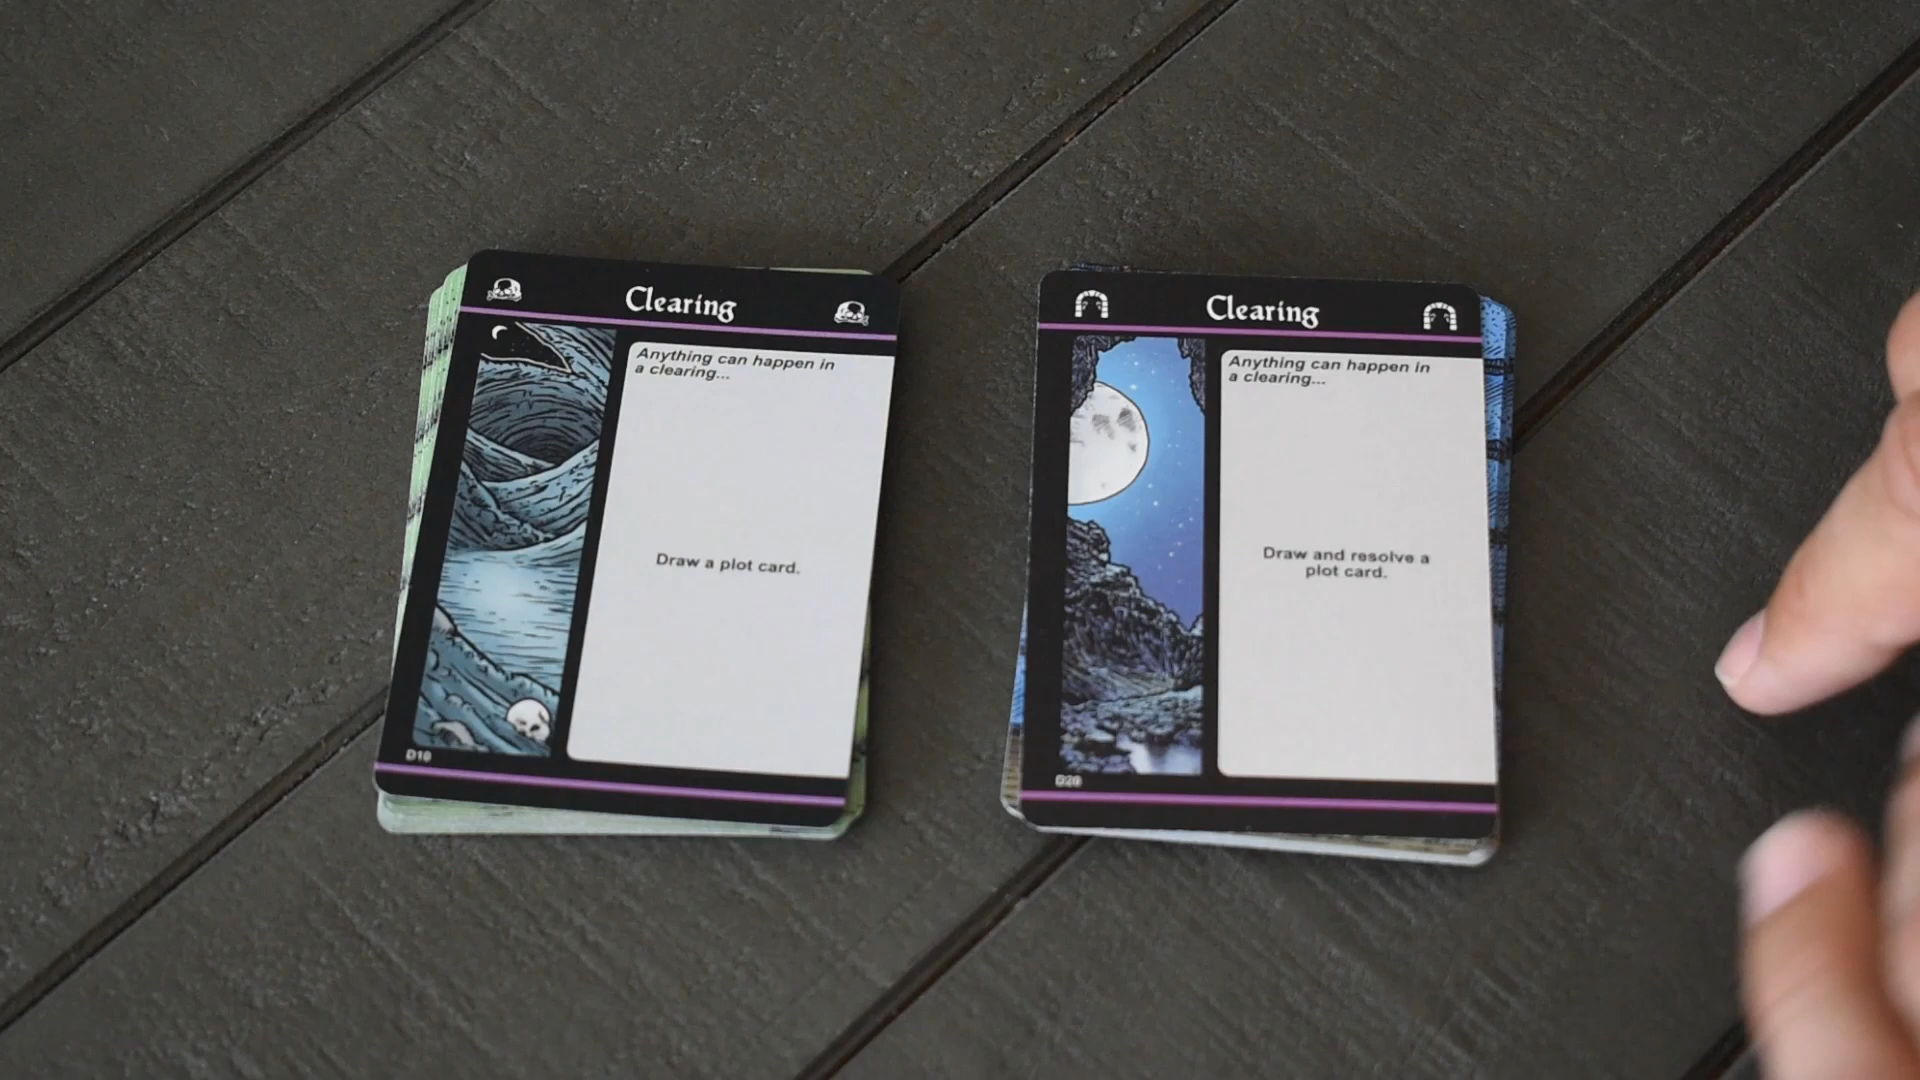 Clearing
Anything can happen in
a clearing...
Draw a plot card.
D10
Clearing
Anything can happen in
a clearing...
Draw and resolve a
plot card.
D20